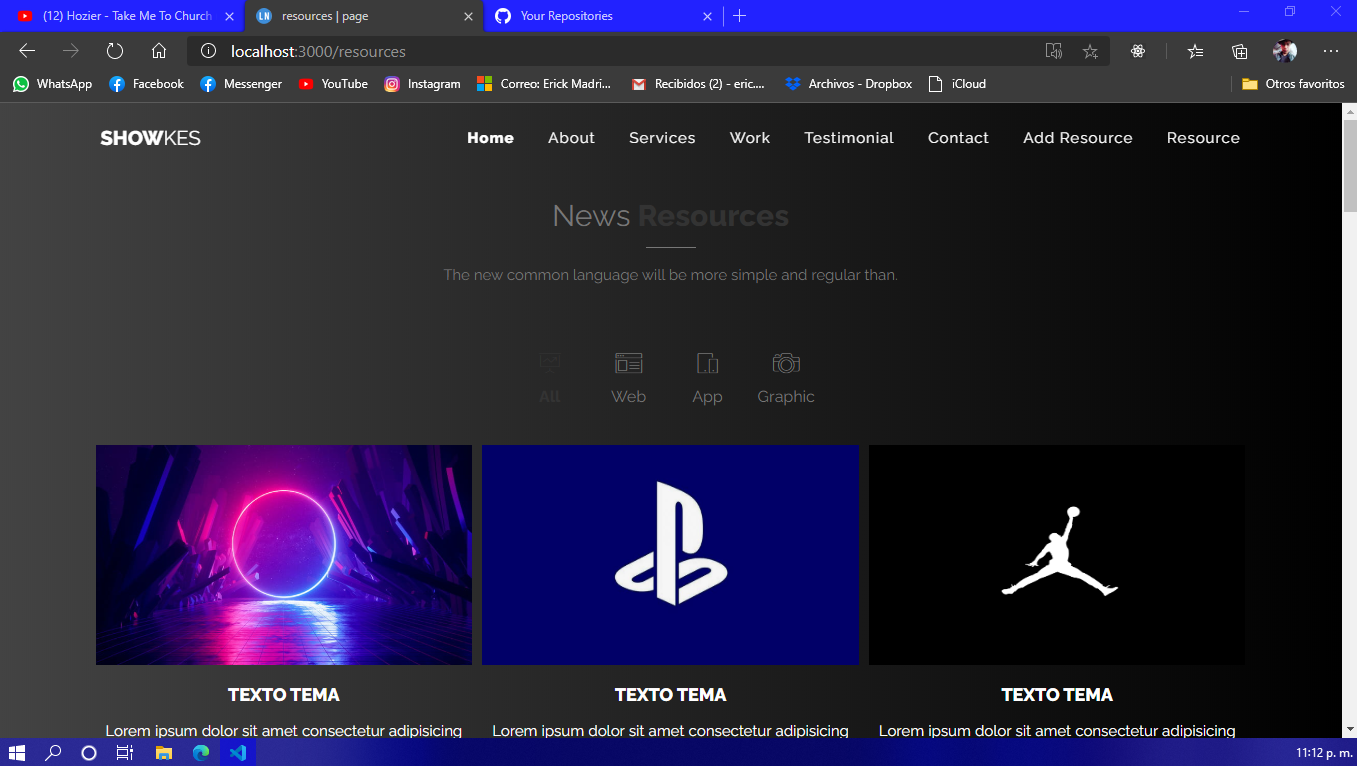 (12) Hozier - Take Me To Church
LN resources | page
Your Repositories
localhost:3000/resources
WhatsApp
Facebook
Messenger
YouTube
Instagram
Correo: Erick Madri...
Recibidos (2) - eric....
Archivos - Dropbox
iCloud
Otros favoritos
SHOWKES
Home
About
Services
Work
Testimonial
Contact
Add Resource
Resource
News Resources
The new common language will be more simple and regular than.
All
Web
App
Graphic
TEXTO TEMA
TEXTO TEMA
TEXTO TEMA
Lorem ipsum dolor sit amet consectetur adipisicing
Lorem ipsum dolor sit amet consectetur adipisicing
Lorem ipsum dolor sit amet consectetur adipisicing
11:12 p. m.